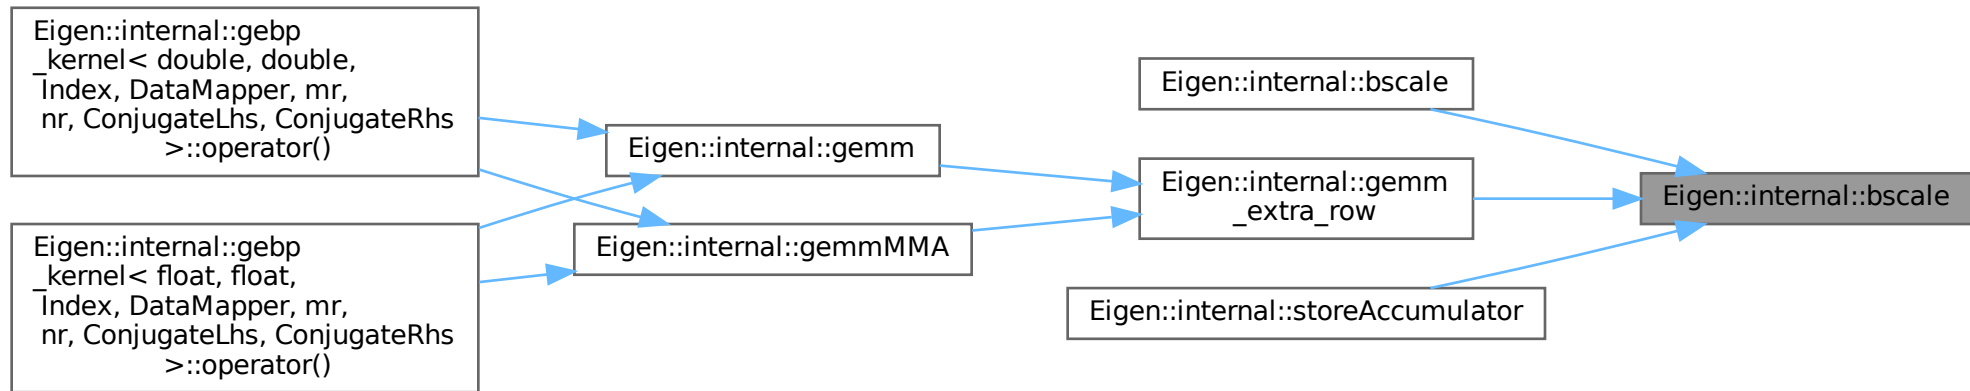 Eigen::internal::gebp
_kernel< double, double,
Index, DataMapper, mr,
nr, ConjugateLhs, ConjugateRhs
>::operator()
Eigen::internal::gebp
_kernel< float, float,
Index, DataMapper, mr,
nr, ConjugateLhs, ConjugateRhs
>::operator()
Eigen::internal::gemm
Eigen::internal::gemmMMA
Eigen::internal::bscale
Eigen::internal::gemm
_extra_row
Eigen::internal::storeAccumulator
Eigen::internal::bscale